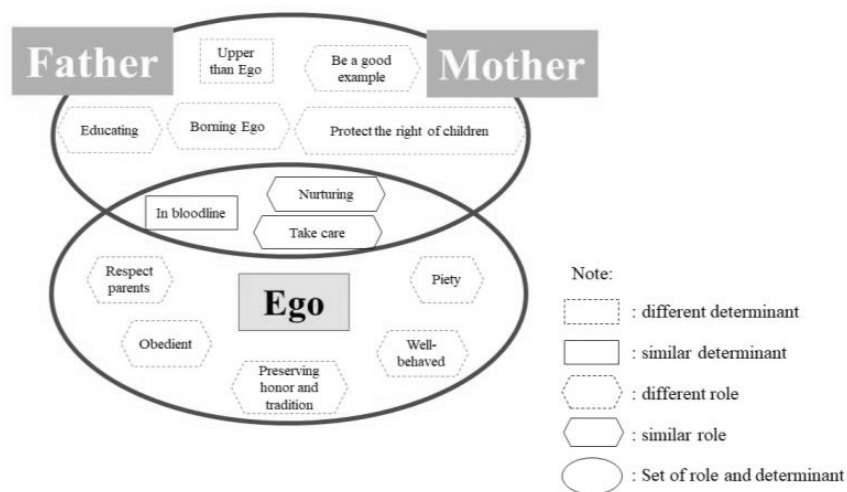 Father
Mother
Upper
than Ego
Be a good
example
Educating
Borning Ego
Protect the right of children
In bloodline
Nurturing
Take care
Respect
parents
Ego
Piety
Obedient
Well-
behaved
Preserving
honor and
tradition
Note:
: different determinant
: similar determinant
: different role
: similar role
: Set of role and determinant